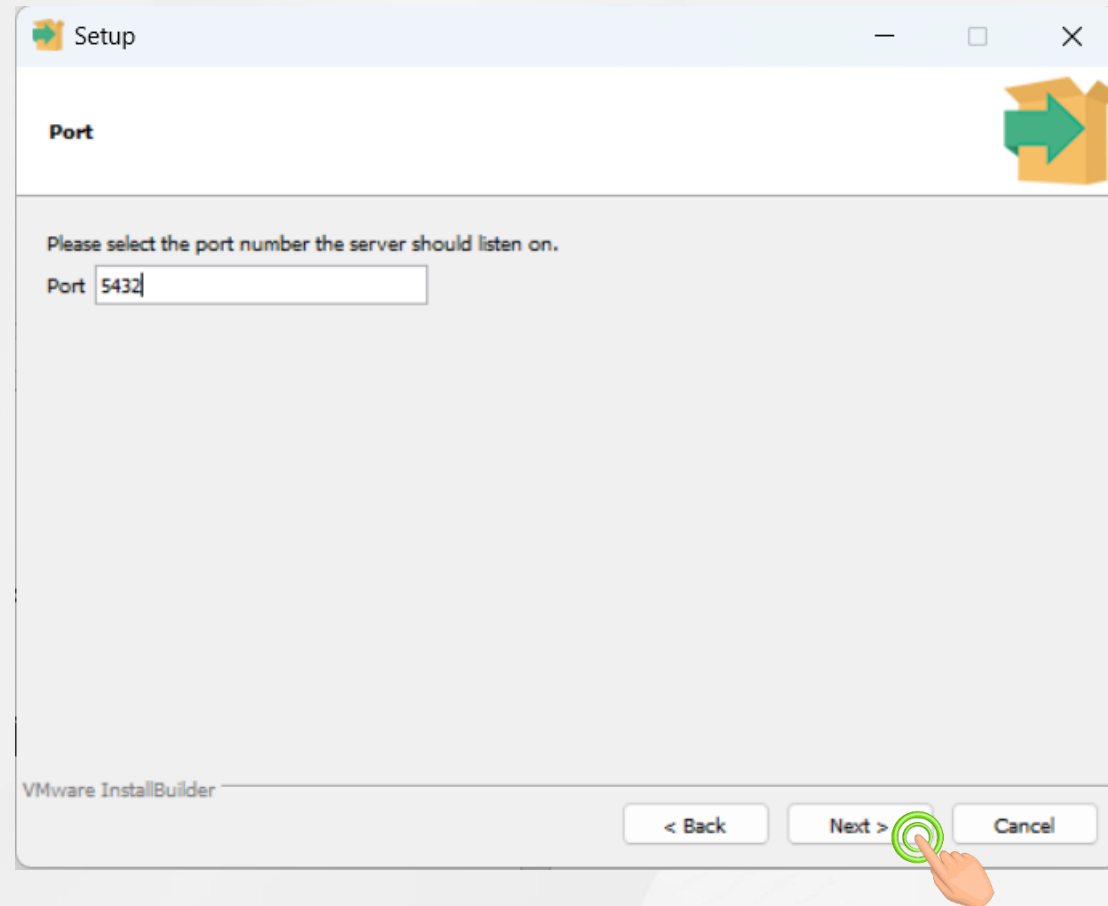 Setup
Port
Please select the port number the server should listen on.
Port 5432
VMware InstallBuilder
< Back Next > Cancel